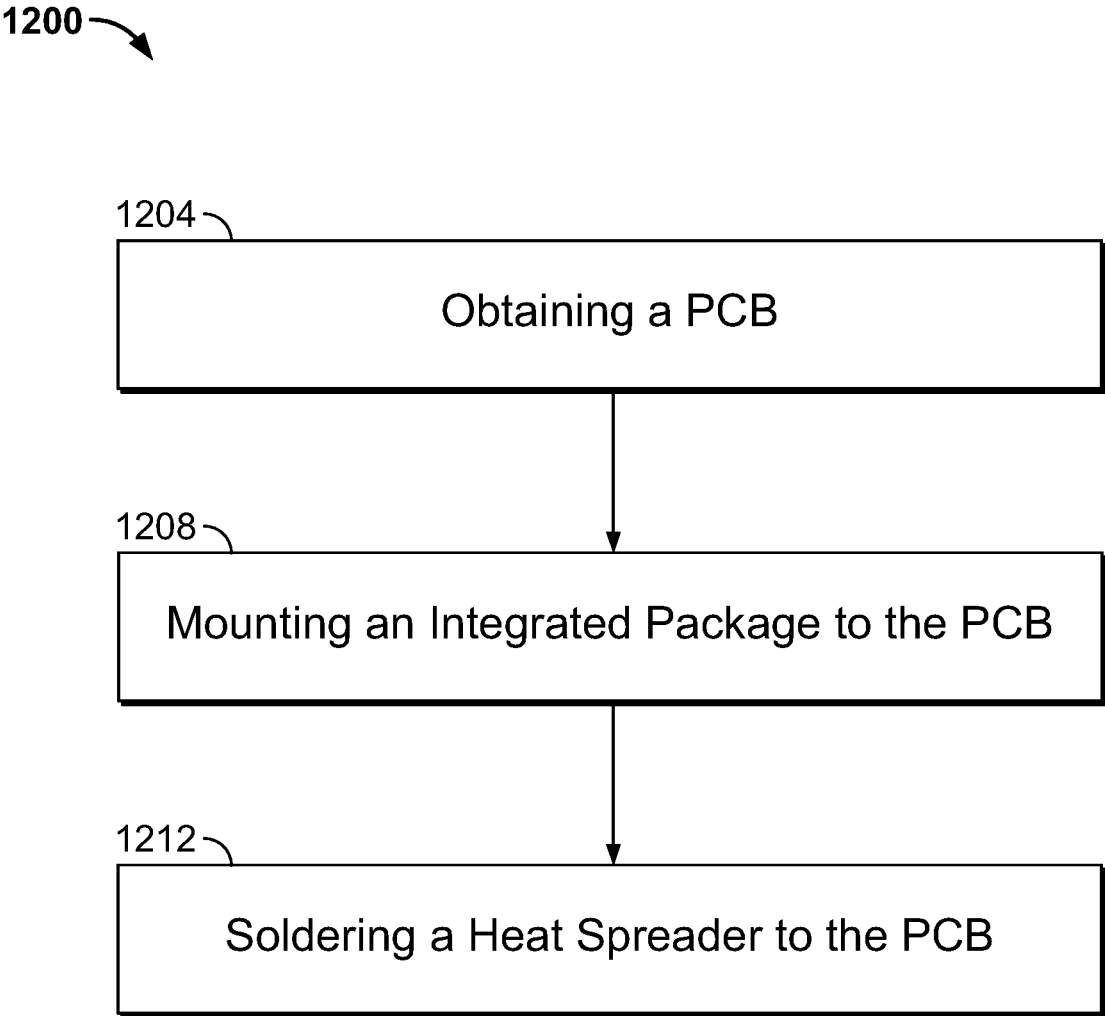 1200
1204
Obtaining a PCB
1208
Mounting an Integrated Package to the PCB
1212
Soldering a Heat Spreader to the PCB